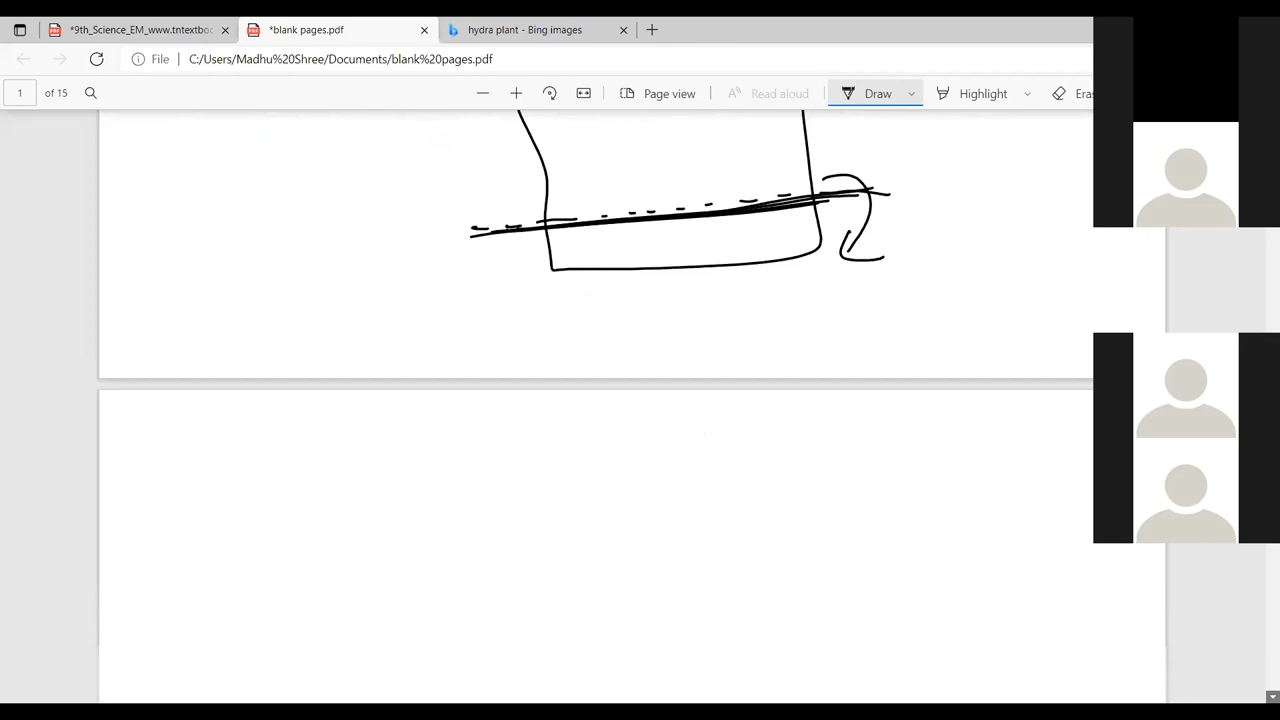 *9th_Science_EM_www.tntextbo
*blank pages.pdf
hydra plant - Bing images
File
C:/Users/Madhu%20Shree/Documents/blank%20pages.pdf
1 of 15
Page view
Read aloud
Draw
Highlight
Eras